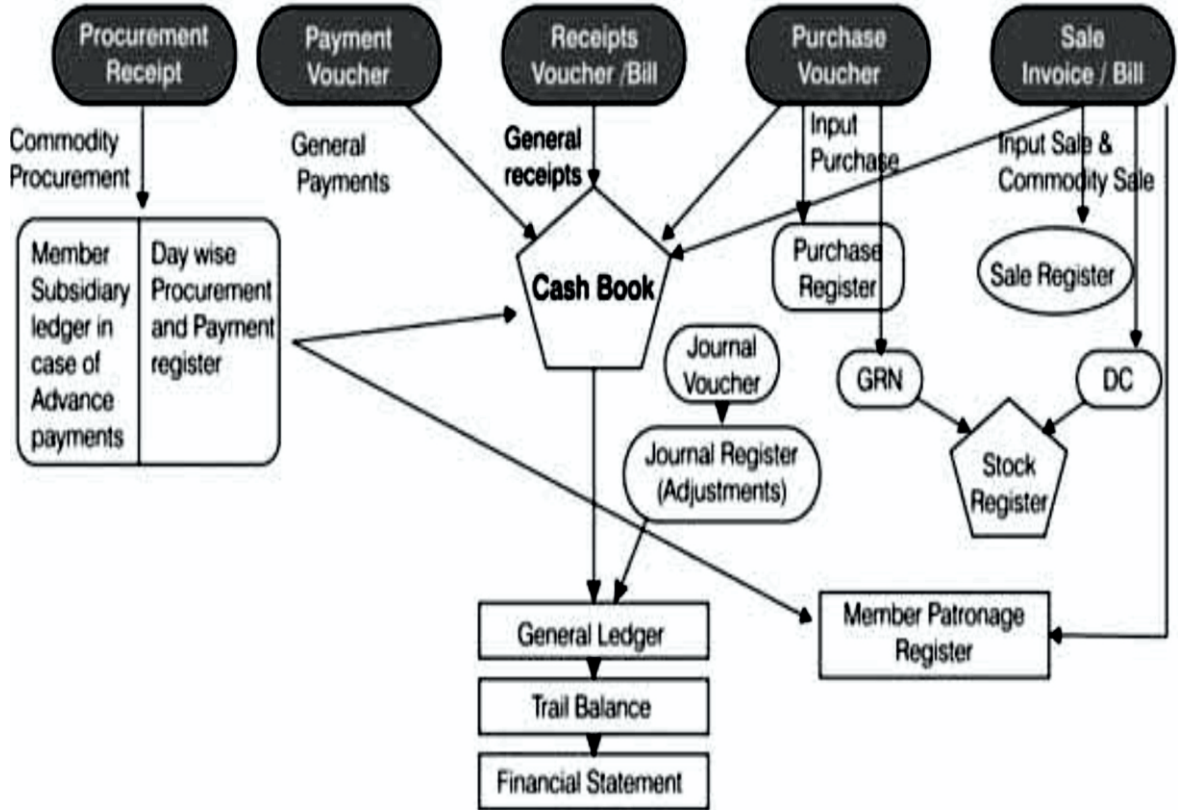 Procurement
Receipt
Payment
Voucher
Receipts
Voucher /Bill
Purchase
Voucher
Sale
Invoice / Bill
Commodity
Procurement
General
Payments
General
receipts
Input
Purchase
Input Sale &
Commodity Sale
Member
Subsidiary
ledger in
case of
Advance
payments
Day wise
Procurement
and Payment
register
Cash Book
Purchase
Register
Sale Register
Journal
Voucher
GRN
DC
Journal Register
(Adjustments)
Stock
Register
General Ledger
Member Patronage
Register
Trail Balance
Financial Statement